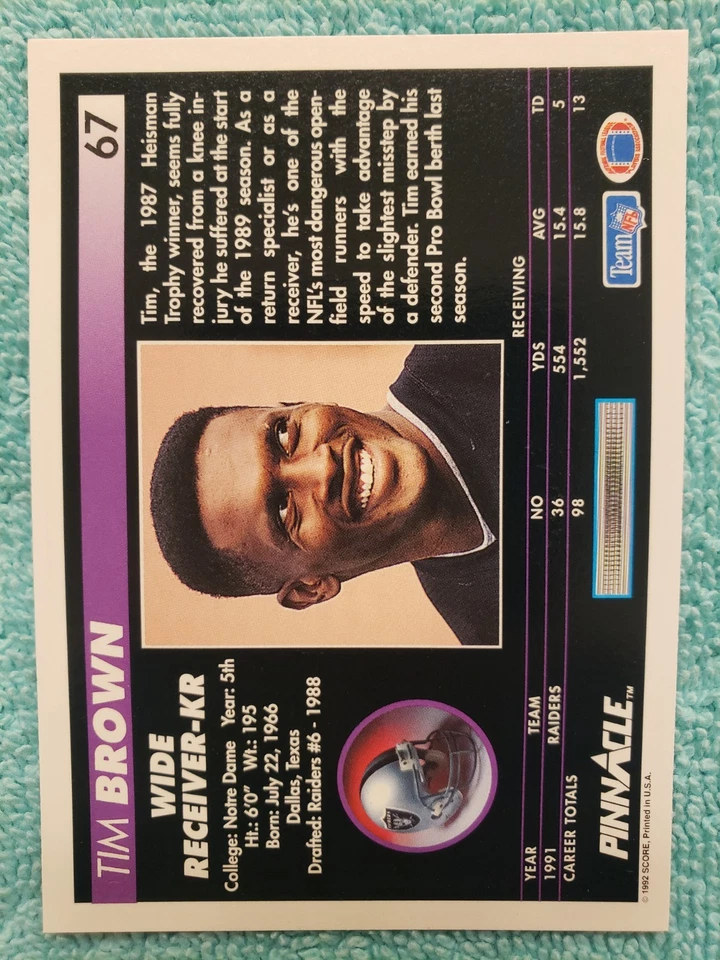 TIM BROWN
67
WIDE
RECEIVER-KR
College: Notre Dame Year: 5th
Ht.: 6'0" Wt.: 195
Born: July 22, 1966
Dallas, Texas
Drafted: Raiders #6 - 1988
Tim, the 1987 Heisman
Trophy winner, seems fully
recovered from a knee in-
jury he suffered at the start
of the 1989 season. As a
return specialist or as a
receiver, he's one of the
NFL's most dangerous open-
field runners with the
speed to take advantage
of the slightest misstep by
a defender. Tim earned his
second Pro Bowl berth last
season.
RECEIVING
YEAR TEAM NO YDS AVG TD
1991 RAIDERS 36 554 15.4 5
CAREER TOTALS 98 1,552 15.8 13
PINNACLE™
Team NFL
© 1992 SCORE, Printed in U.S.A.